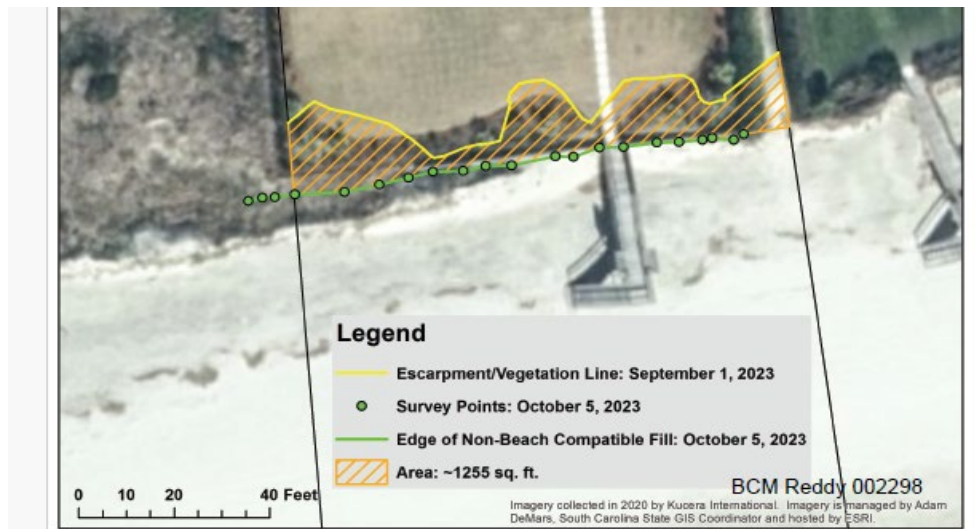 Legend
Escarpment/Vegetation Line: September 1, 2023
Survey Points: October 5, 2023
Edge of Non-Beach Compatible Fill: October 5, 2023
Area: ~1255 sq. ft.
0 10 20 40 Feet
BCM Reddy 002298
Imagery collected in 2020 by Kucera International. Imagery is managed by Adam
DeMars, South Carolina State GIS Coordinator and hosted by ESRI.